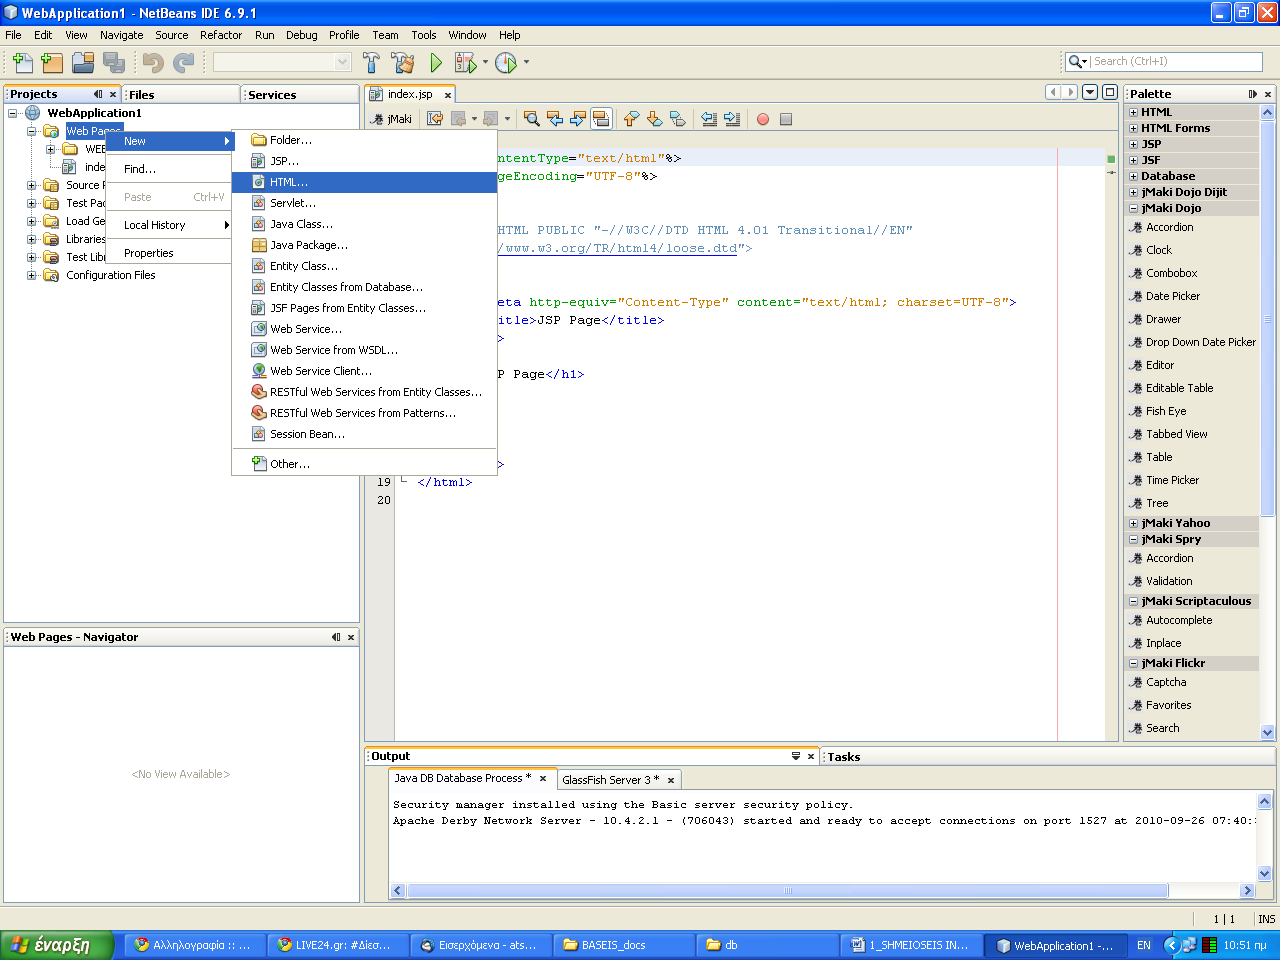 WebApplication1 - NetBeans IDE 6.9.1
File Edit View Navigate Source Refactor Run Debug Profile Team Tools Window Help
Search (Ctrl+I)
Projects Files Services
WebApplication1
Web Pages
WEB
inde
Source P
Test Pac
Load Ge
Libraries
Test Libr
Configuration Files
New
Find...
Paste Ctrl+V
Local History
Properties
Folder...
JSP...
HTML...
Servlet...
Java Class...
Java Package...
Entity Class...
Entity Classes from Database...
JSF Pages from Entity Classes...
Web Service...
Web Service from WSDL...
Web Service Client...
RESTful Web Services from Entity Classes...
RESTful Web Services from Patterns...
Session Bean...
Other...
index.jsp
jMaki
ntentType="text/html"%>
geEncoding="UTF-8"%>
HTML PUBLIC "-//W3C//DTD HTML 4.01 Transitional//EN"
/www.w3.org/TR/html4/loose.dtd">
eta http-equiv="Content-Type" content="text/html; charset=UTF-8">
itle>JSP Page</title>
>
P Page</h1>
>
19 </html>
20
Palette
HTML
HTML Forms
JSP
JSF
Database
jMaki Dojo Dijit
jMaki Dojo
Accordion
Clock
Combobox
Date Picker
Drawer
Drop Down Date Picker
Editor
Editable Table
Fish Eye
Tabbed View
Table
Time Picker
Tree
jMaki Yahoo
jMaki Spry
Accordion
Validation
jMaki Scriptaculous
Autocomplete
Inplace
jMaki Flickr
Captcha
Favorites
Search
Web Pages - Navigator
<No View Available>
Output Tasks
Java DB Database Process * GlassFish Server 3 *
Security manager installed using the Basic server security policy.
Apache Derby Network Server - 10.4.2.1 - (706043) started and ready to accept connections on port 1527 at 2010-09-26 07:40:
1 | 1 INS
έναρξη Αλληλογραφία :: ... LIVE24.gr: #Δίεσ... Εισερχόμενα - ats... BASEIS_docs db 1_SHMEIOSEIS IN... WebApplication1 -... EN 10:51 πμ